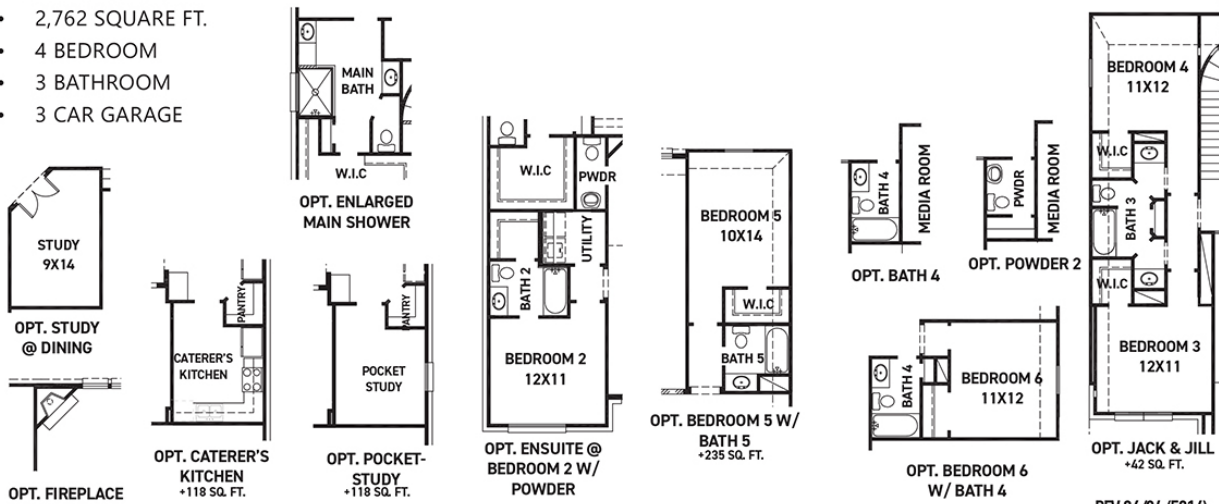 • 2,762 SQUARE FT.
• 4 BEDROOM
• 3 BATHROOM
• 3 CAR GARAGE
MAIN
BATH
W.I.C
OPT. ENLARGED
MAIN SHOWER
STUDY
9X14
OPT. STUDY
@ DINING
OPT. FIREPLACE
PANTRY
CATERER'S
KITCHEN
OPT. CATERER'S
KITCHEN
+118 SQ. FT.
PANTRY
POCKET
STUDY
OPT. POCKET-
STUDY
+118 SQ. FT.
W.I.C
PWDR
UTILITY
BATH 2
BEDROOM 2
12X11
OPT. ENSUITE @
BEDROOM 2 W/
POWDER
BEDROOM 5
10X14
W.I.C
BATH 5
OPT. BEDROOM 5 W/
BATH 5
+235 SQ. FT.
BATH 4
MEDIA ROOM
OPT. BATH 4
PWDR
MEDIA ROOM
OPT. POWDER 2
BATH 4
BEDROOM 6
11X12
OPT. BEDROOM 6
W/ BATH 4
BEDROOM 4
11X12
W.I.C
BATH 3
W.I.C
BEDROOM 3
12X11
OPT. JACK & JILL
+42 SQ. FT.